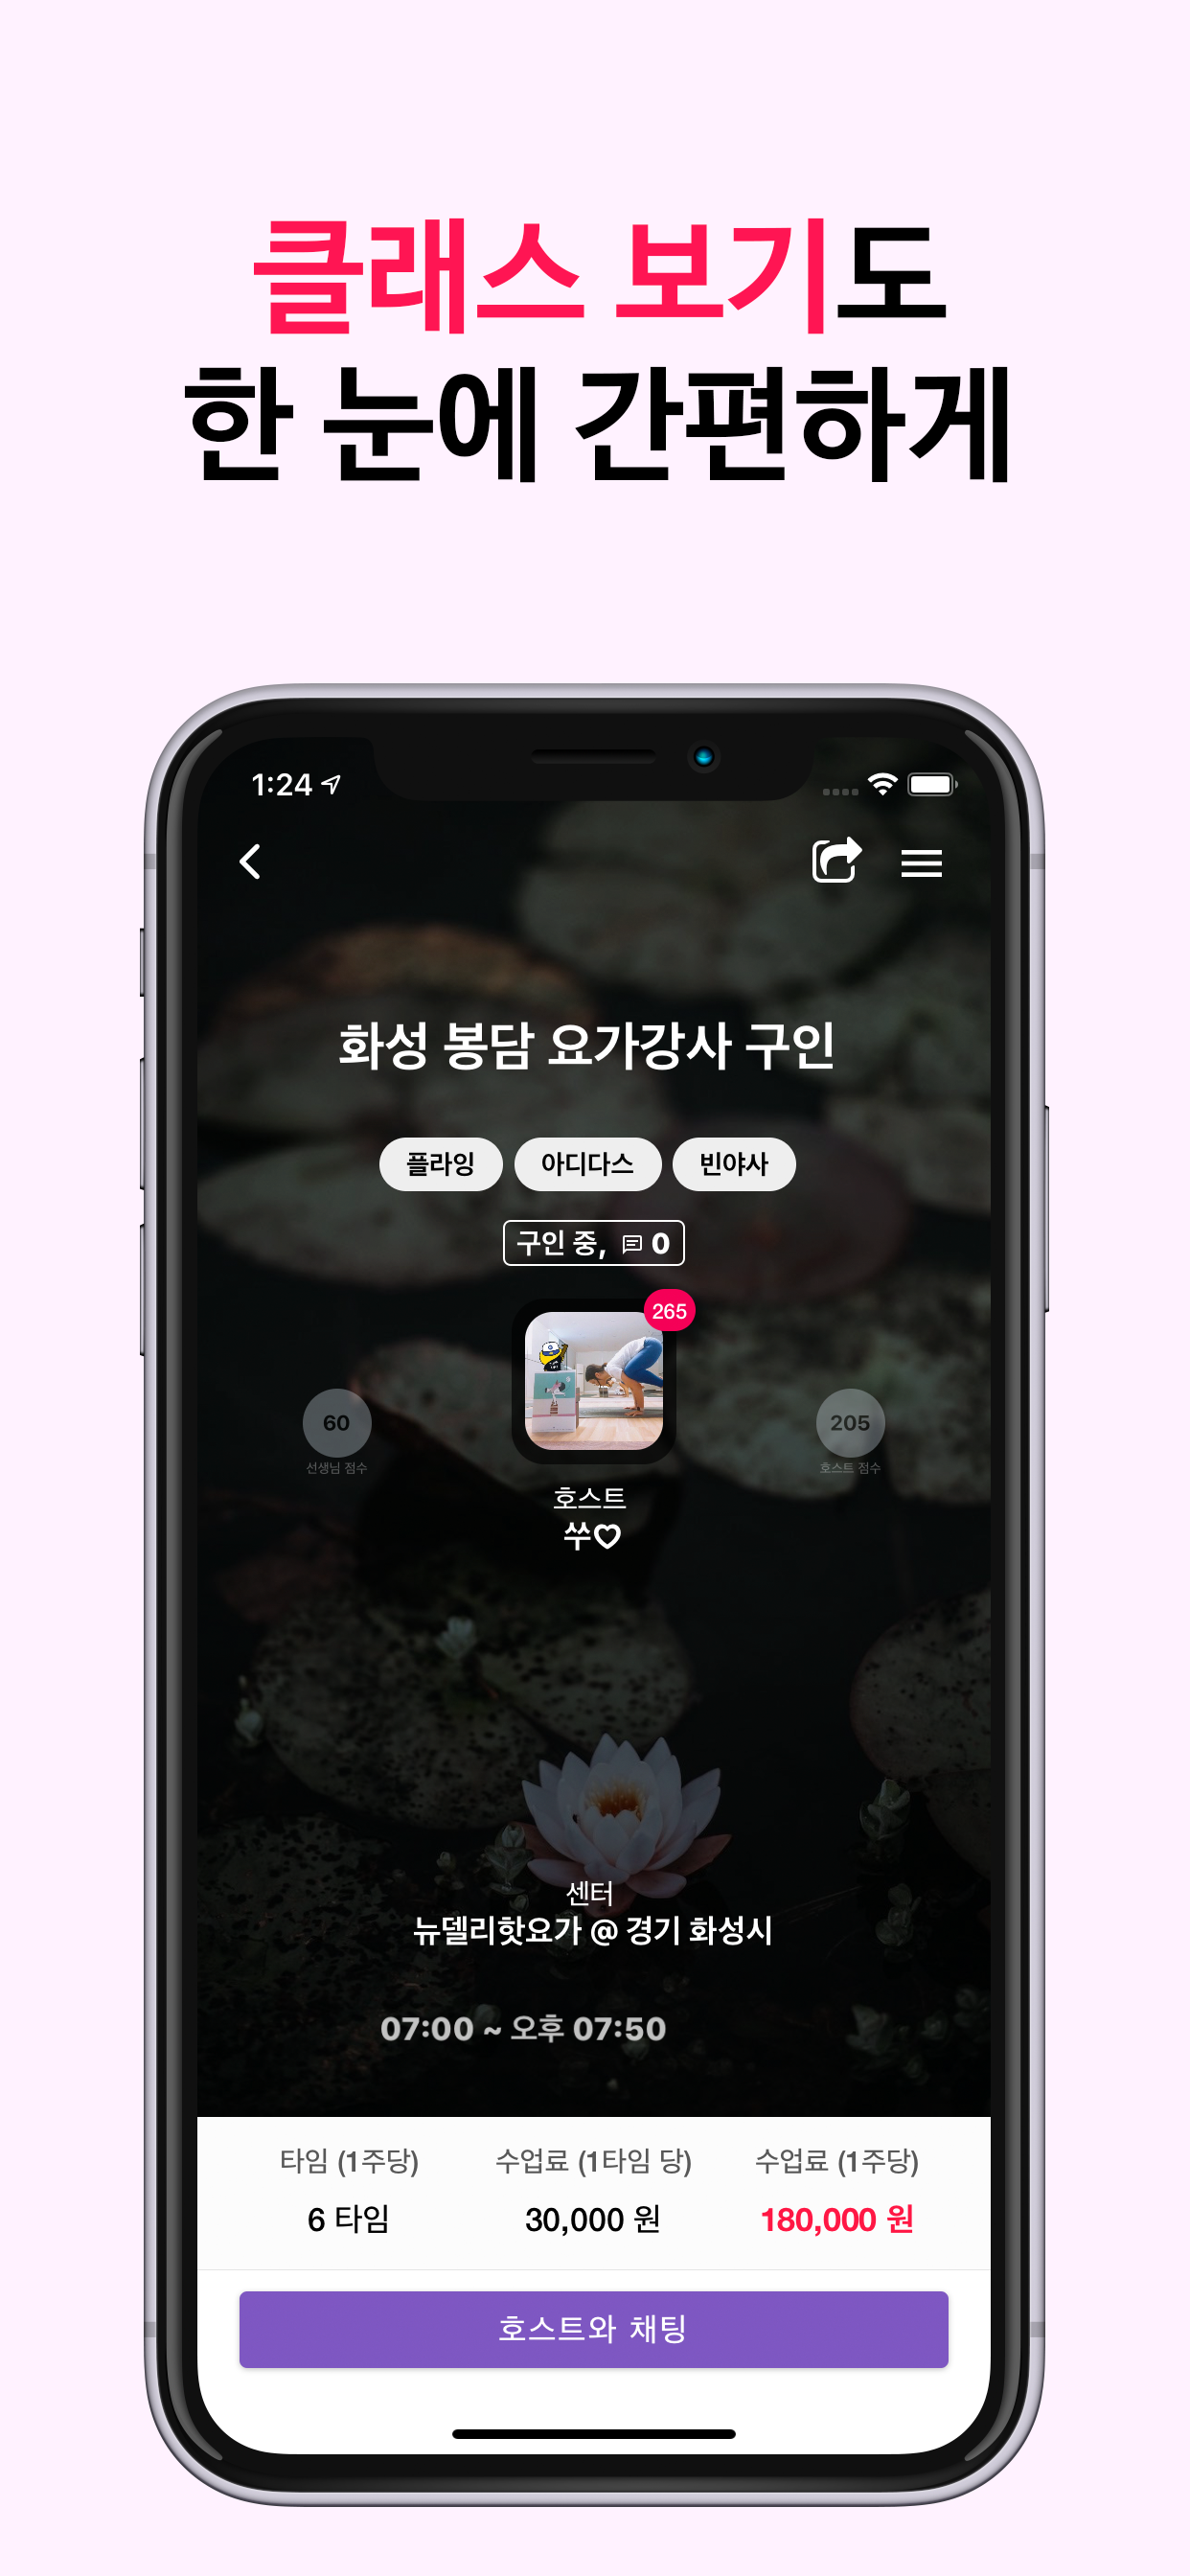 클래스 보기도
한 눈에 간편하게
1:24
화성 봉담 요가강사 구인
플라잉 아디다스 빈야사
구인 중, 0
265
60
선생님 점수
205
호스트 점수
호스트
쑤♡
센터
뉴델리핫요가 @ 경기 화성시
07:00 ~ 오후 07:50
타임 (1주당) 수업료 (1타임 당) 수업료 (1주당)
6 타임 30,000 원 180,000 원
호스트와 채팅